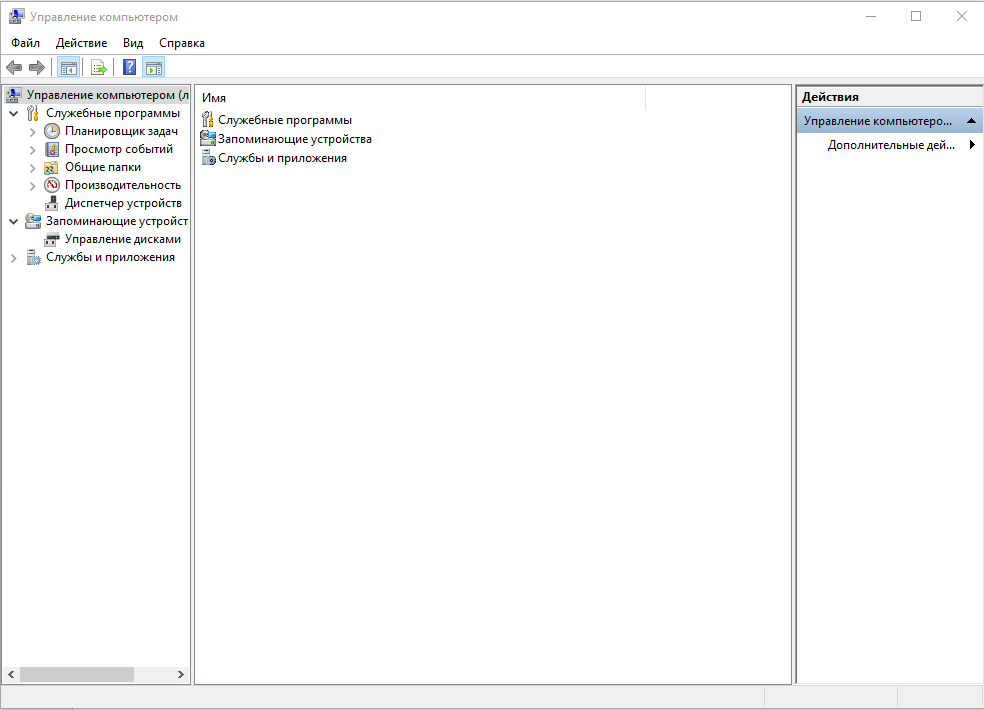 Управление компьютером
Файл Действие Вид Справка
Управление компьютером (л
Служебные программы
Планировщик задач
Просмотр событий
Общие папки
Производительность
Диспетчер устройств
Запоминающие устройст
Управление дисками
Службы и приложения
Имя
Служебные программы
Запоминающие устройства
Службы и приложения
Действия
Управление компьютеро...
Дополнительные дей...